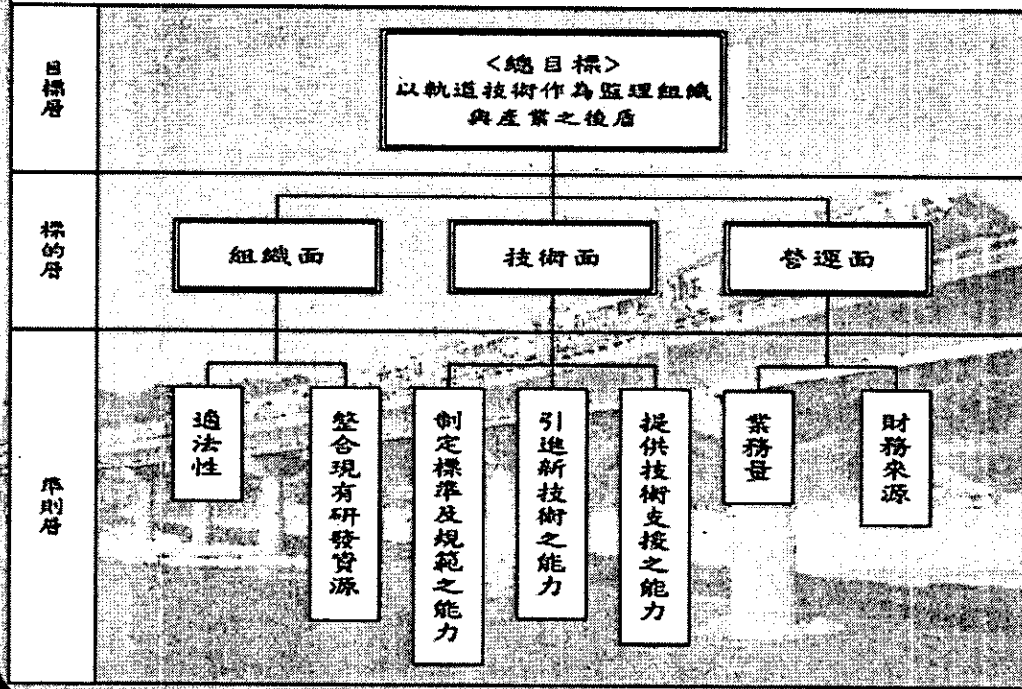 目標層
<總目標>
以軌道技術作為監理組織
與產業之後盾
標的層
組織面
技術面
營運面
準則層
適法性
整合現有研發資源
制定標準及規範之能力
引進新技術之能力
提供技術支援之能力
業務量
財務來源